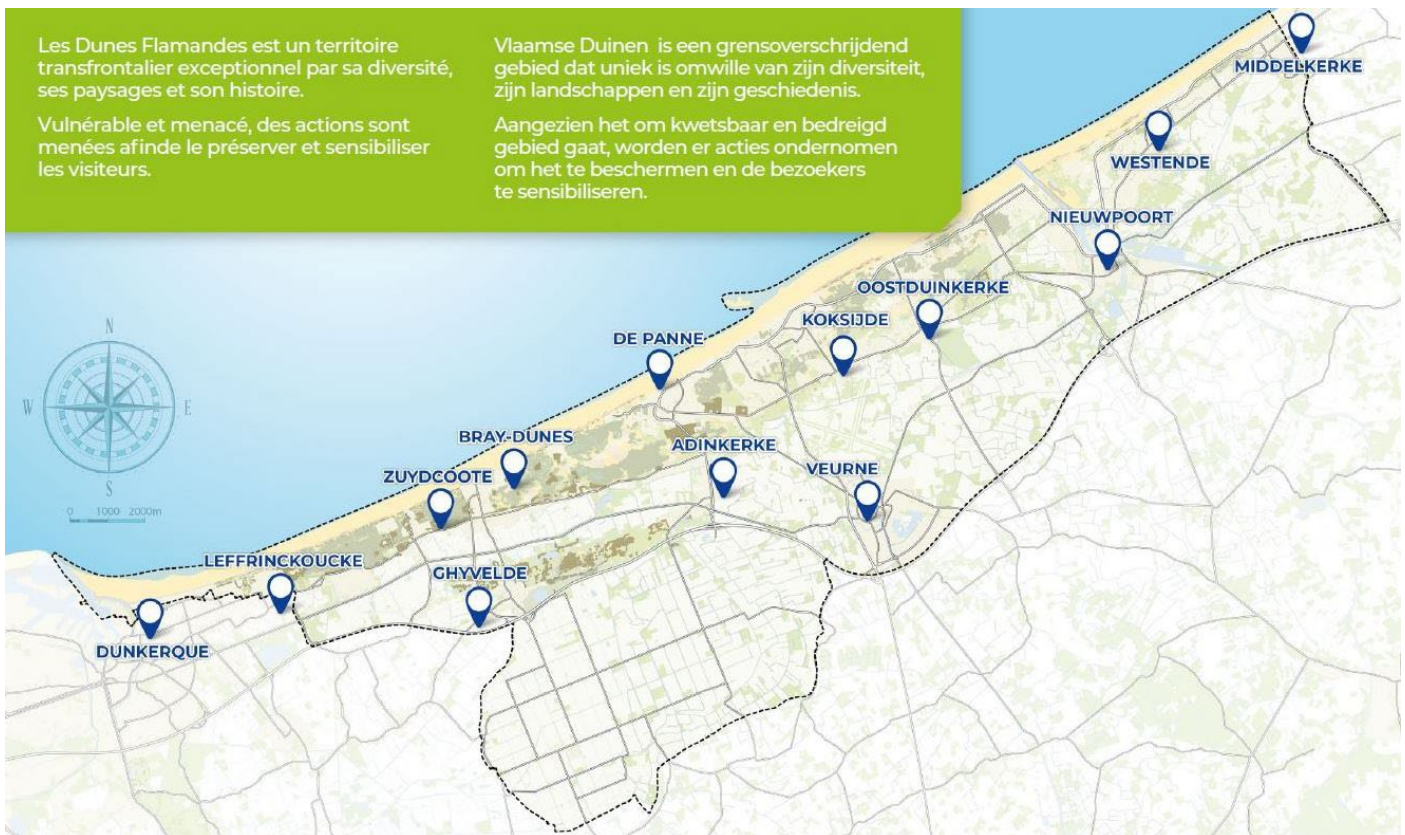 Les Dunes Flamandes est un territoire
transfrontalier exceptionnel par sa diversité,
ses paysages et son histoire.
Vulnérable et menacé, des actions sont
menées afinde le préserver et sensibiliser
les visiteurs.
Vlaamse Duinen is een grensoverschrijdend
gebied dat uniek is omwille van zijn diversiteit,
zijn landschappen en zijn geschiedenis.
Aangezien het om kwetsbaar en bedreigd
gebied gaat, worden er acties ondernomen
om het te beschermen en de bezoekers
te sensibiliseren.
MIDDELKERKE
WESTENDE
NIEUWPOORT
OOSTDUINKERKE
KOKSIJDE
DE PANNE
BRAY-DUNES
ADINKERKE
VEURNE
ZUYDCOOTE
LEFFRINCKOUCKE
GHYVELDE
DUNKERQUE
N
W
E
S
0 1000 2000m